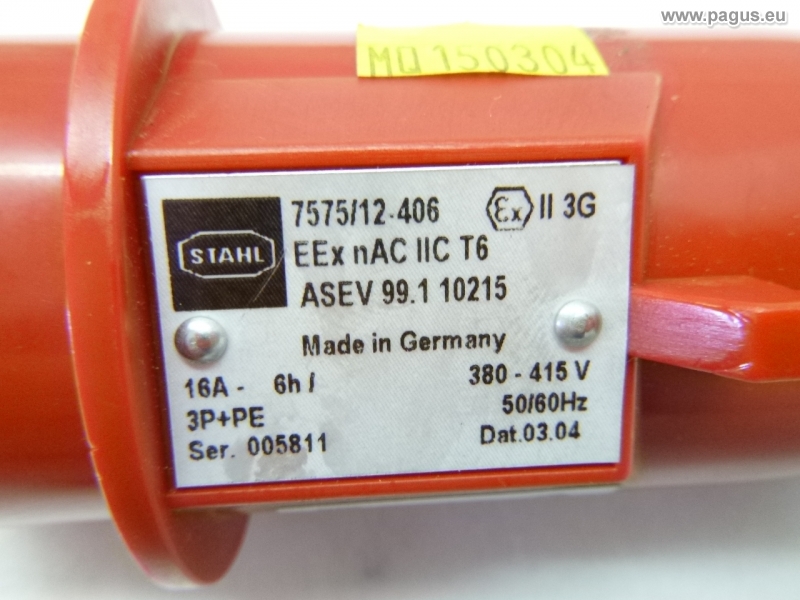 www.pagus.eu
MQ 150304
STAHL
7575/12-406 Ex II 3G
EEx nAC IIC T6
ASEV 99.1 10215
Made in Germany
16A - 6h / 380 - 415 V
3P+PE 50/60Hz
Ser. 005811 Dat.03.04